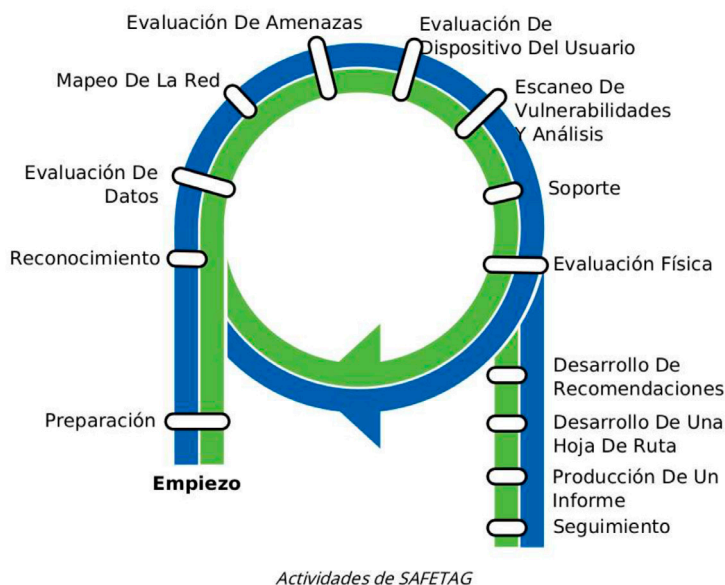 Evaluación De Amenazas
Evaluación De
Dispositivo Del Usuario
Mapeo De La Red
Escaneo De
Vulnerabilidades
Y Análisis
Evaluación De
Datos
Soporte
Reconocimiento
Evaluación Física
Desarrollo De
Recomendaciones
Preparación
Desarrollo De Una
Hoja De Ruta
Empiezo
Producción De Un
Informe
Seguimiento
Actividades de SAFETAG